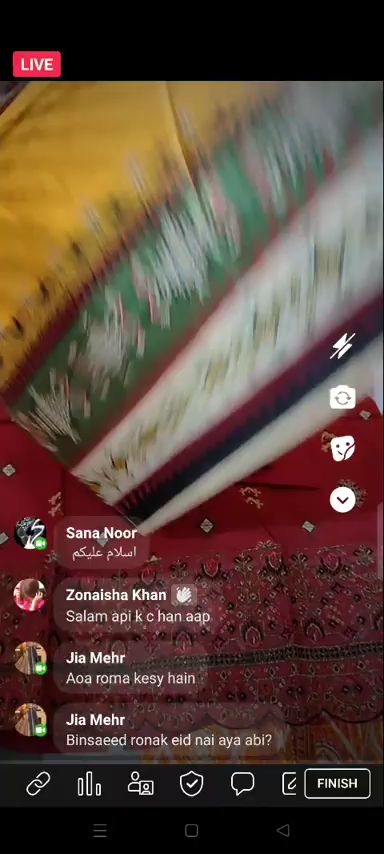 LIVE
Sana Noor
اسلام عليكم
Zonaisha Khan
Salam api k c han aap
Jia Mehr
Aoa roma kesy hain
Jia Mehr
Binsaeed ronak eid nai aya abi?
FINISH